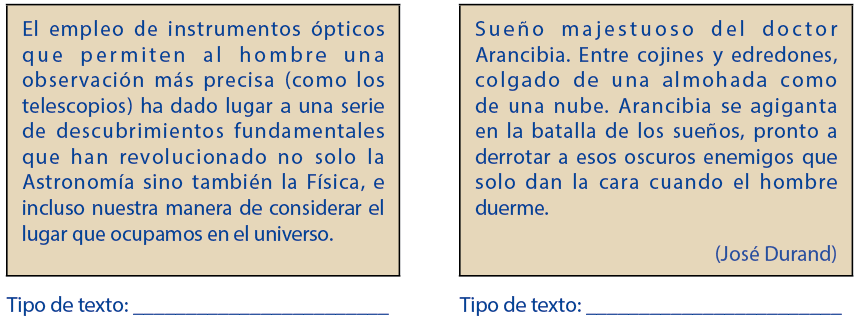 El empleo de instrumentos ópticos
que permiten al hombre una
observación más precisa (como los
telescopios) ha dado lugar a una serie
de descubrimientos fundamentales
que han revolucionado no solo la
Astronomía sino también la Física, e
incluso nuestra manera de considerar el
lugar que ocupamos en el universo.
Tipo de texto: ________________________
Sueño majestuoso del doctor
Arancibia. Entre cojines y edredones,
colgado de una almohada como
de una nube. Arancibia se agiganta
en la batalla de los sueños, pronto a
derrotar a esos oscuros enemigos que
solo dan la cara cuando el hombre
duerme.
(José Durand)
Tipo de texto: ________________________